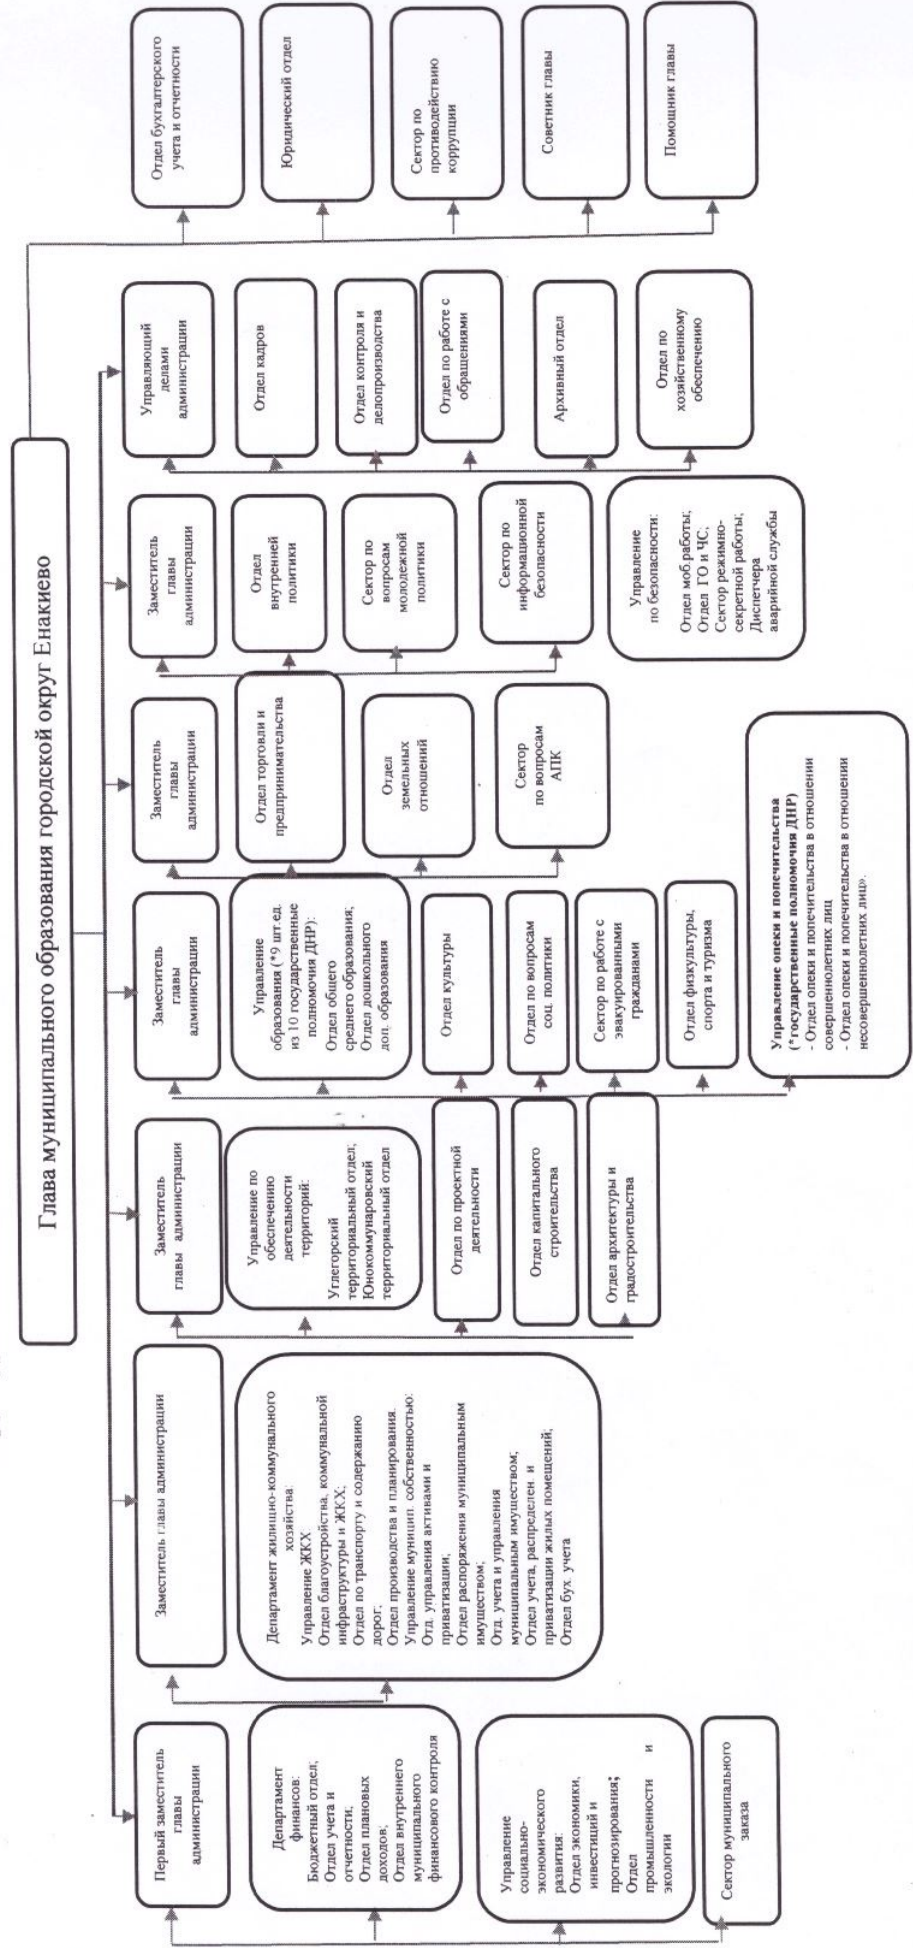 Глава муниципального образования городской округ Енакиево
Первый заместитель
главы
администрации
Департамент
финансов:
Бюджетный отдел;
Отдел учета и
отчетности;
Отдел плановых
доходов;
Отдел внутреннего
муниципального
финансового контроля
Управление
социально-
экономического
развития:
Отдел экономики,
инвестиций и
прогнозирования;
Отдел
промышленности и
экологии
Сектор муниципального
заказа
Заместитель главы администрации
Департамент жилищно-коммунального
хозяйства:
Управление ЖКХ
Отдел благоустройства, коммунальной
инфраструктуры и ЖКХ;
Отдел по транспорту и содержанию
дорог;
Отдел производства и планирования.
Управление муницип. собственностью:
Отд. управления активами и
приватизации;
Отдел распоряжения муниципальным
имуществом;
Отд. учета и управления
муниципальным имуществом;
Отдел учета, распределен. и
приватизации жилых помещений;
Отдел бух. учета
Заместитель
главы администрации
Управление по
обеспечению
деятельности
территорий:
Углегорский
территориальный отдел;
Юнокоммунаровский
территориальный отдел
Отдел по проектной
деятельности
Отдел капитального
строительства
Отдел архитектуры и
градостроительства
Заместитель
главы
администрации
Управление
образования (*9 шт.ед.
из 10 государственные
полномочия ДНР):
Отдел общего
среднего образования;
Отдел дошкольного
доп. образования
Отдел культуры
Отдел по вопросам
соц. политики
Сектор по работе с
эвакуированными
гражданами
Отдел физкультуры,
спорта и туризма
Управление опеки и попечительства
(*государственные полномочия ДНР)
- Отдел опеки и попечительства в отношении
совершеннолетних лиц
- Отдел опеки и попечительства в отношении
несовершеннолетних лиц».
Заместитель
главы
администрации
Отдел торговли и
предпринимательства
Отдел
земельных
отношений
Сектор
по вопросам
АПК
Заместитель
главы
администрации
Отдел
внутренней
политики
Сектор по
вопросам
молодежной
политики
Сектор по
информационной
безопасности
Управление
по безопасности:
Отдел моб.работы;
Отдел ГО и ЧС;
Сектор режимно-
секретной работы;
Диспетчера
аварийной службы
Управляющий
делами
администрации
Отдел кадров
Отдел контроля и
делопроизводства
Отдел по работе с
обращениями
Архивный отдел
Отдел по
хозяйственному
обеспечению
Отдел бухгалтерского
учета и отчетности
Юридический отдел
Сектор по
противодействию
коррупции
Советник главы
Помощник главы